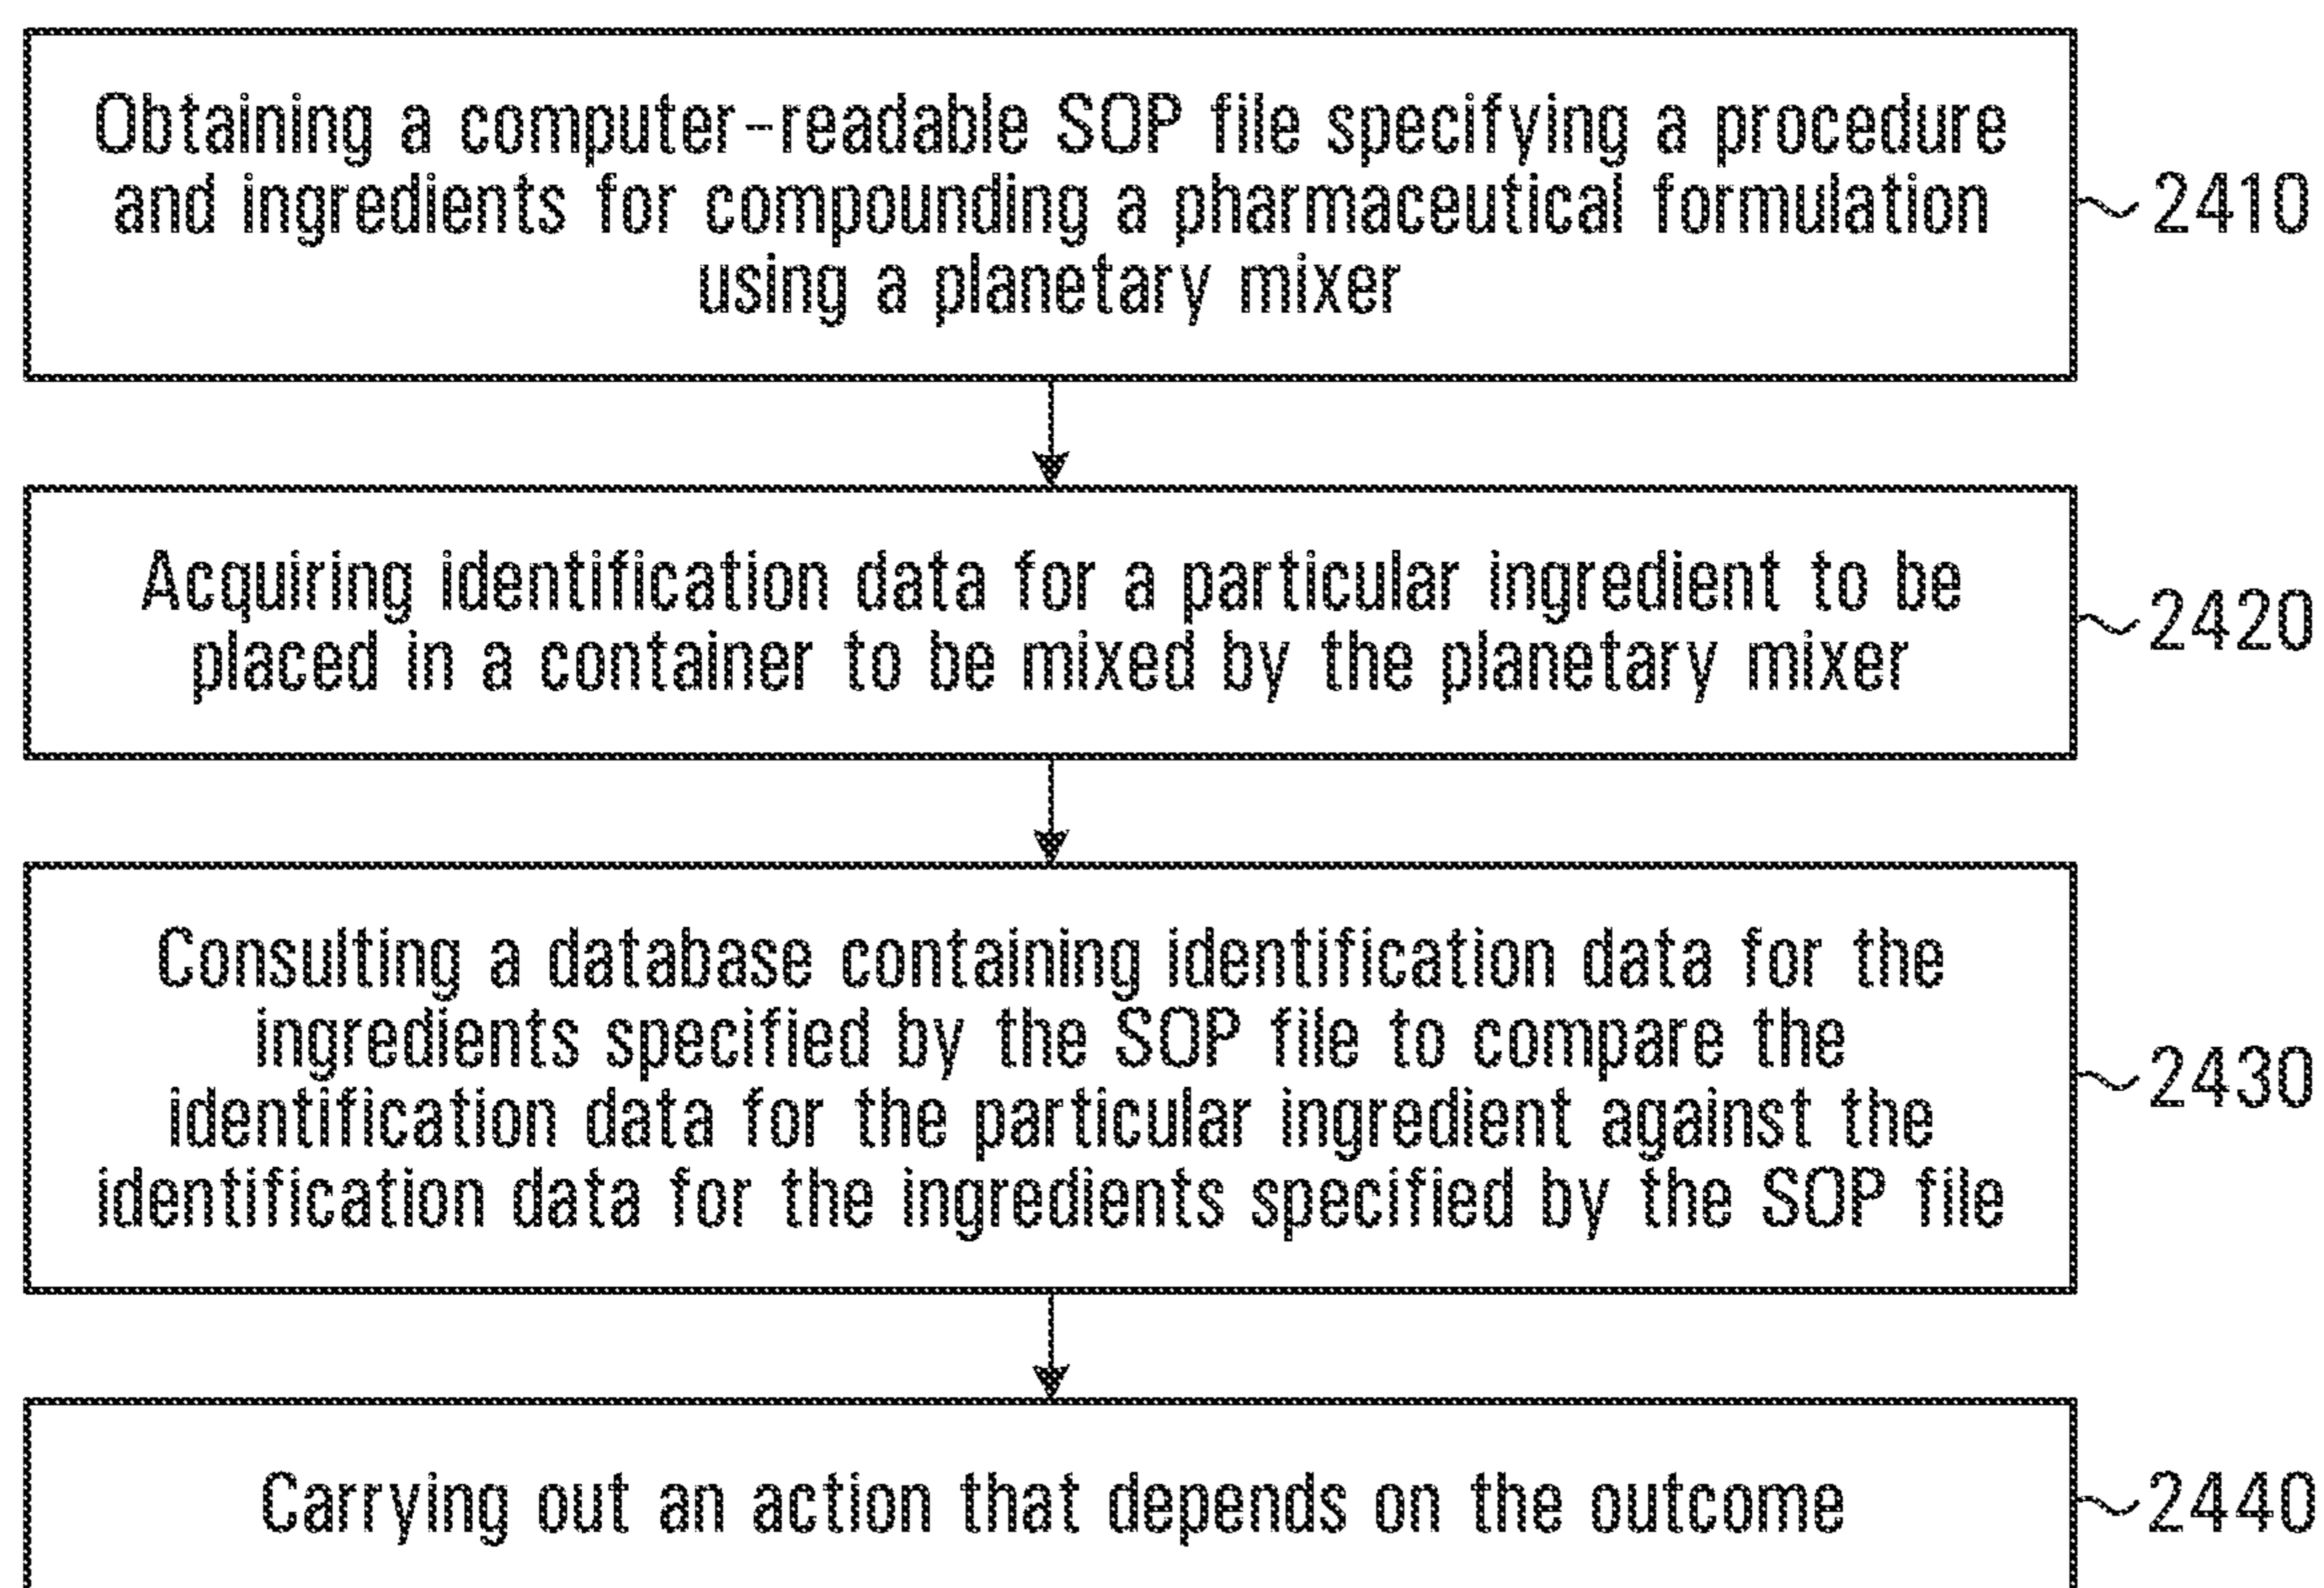 Obtaining a computer-readable SOP file specifying a procedure
and ingredients for compounding a pharmaceutical formulation
using a planetary mixer
2410
Acquiring identification data for a particular ingredient to be
placed in a container to be mixed by the planetary mixer
2420
Consulting a database containing identification data for the
ingredients specified by the SOP file to compare the
identification data for the particular ingredient against the
identification data for the ingredients specified by the SOP file
2430
Carrying out an action that depends on the outcome
2440